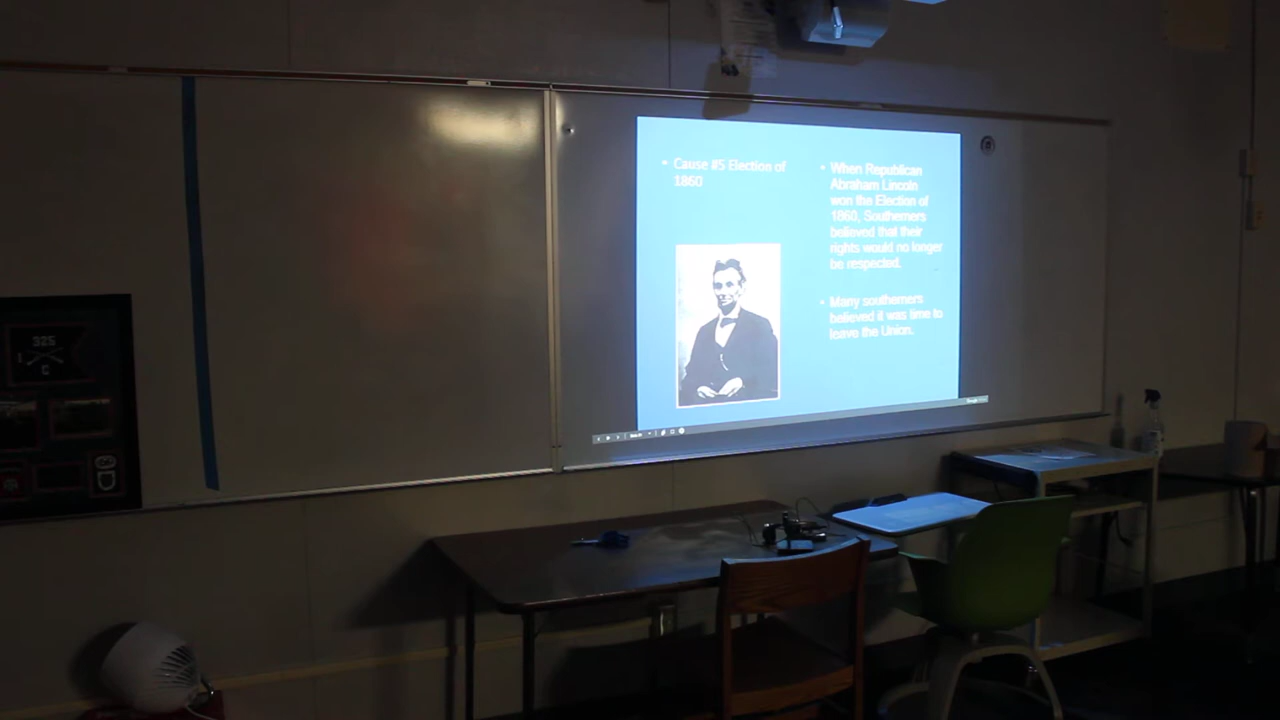 • Cause #5 Election of
1860
• When Republican
Abraham Lincoln
won the Election of
1860, Southerners
believed that their
rights would no longer
be respected.
• Many southerners
believed it was time to
leave the Union.
325